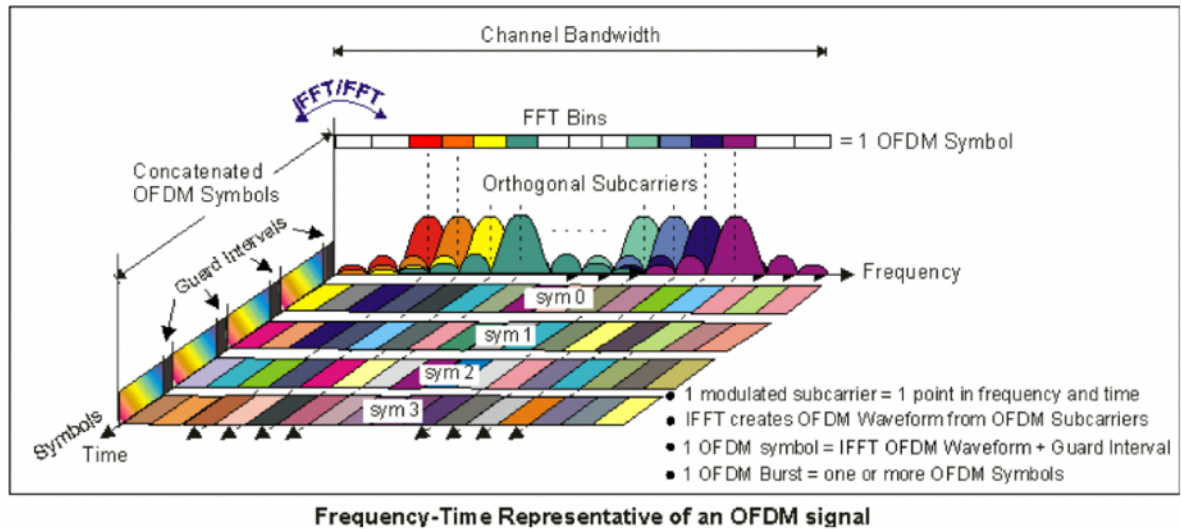 Channel Bandwidth
IFFT/FFT
FFT Bins
= 1 OFDM Symbol
Concatenated
OFDM Symbols
Orthogonal Subcarriers
Guard Intervals
Frequency
sym 0
sym 1
sym 2
sym 3
Symbols
Time
• 1 modulated subcarrier = 1 point in frequency and time
• IFFT creates OFDM Waveform from OFDM Subcarriers
• 1 OFDM symbol = IFFT OFDM Waveform + Guard Interval
• 1 OFDM Burst = one or more OFDM Symbols
Frequency-Time Representative of an OFDM signal